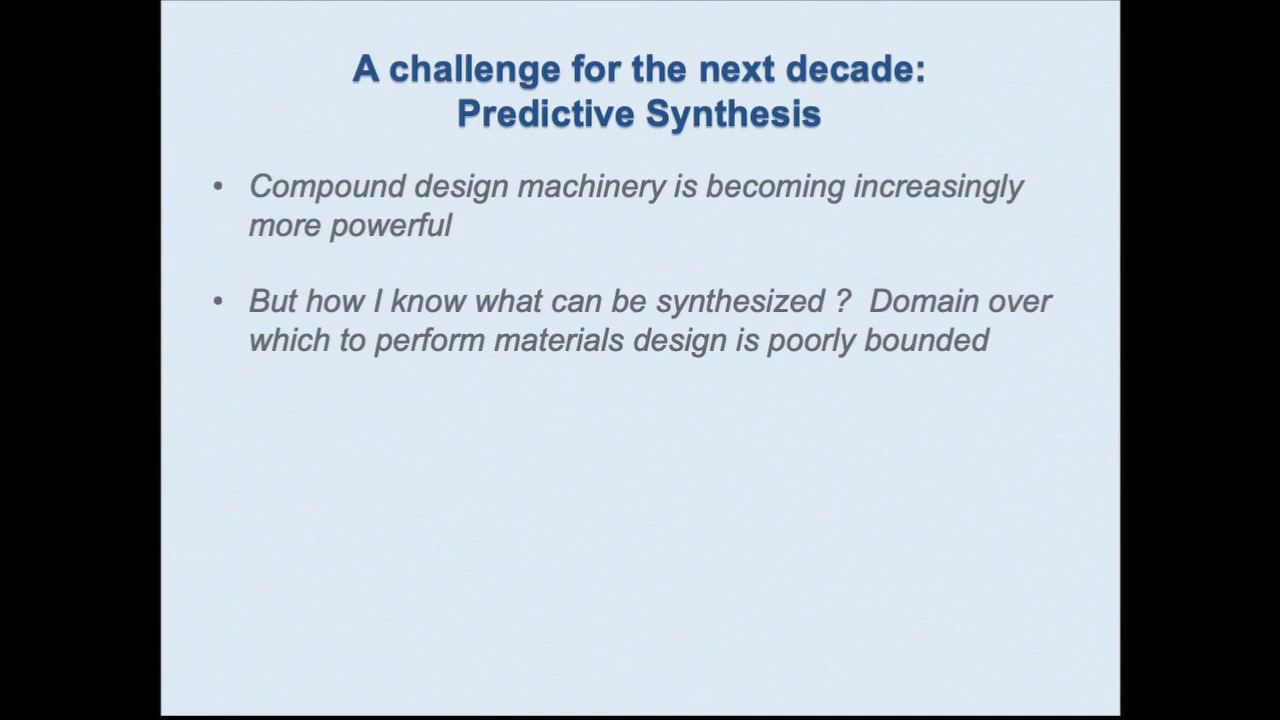 A challenge for the next decade:
Predictive Synthesis
• Compound design machinery is becoming increasingly
more powerful
• But how I know what can be synthesized ?  Domain over
which to perform materials design is poorly bounded